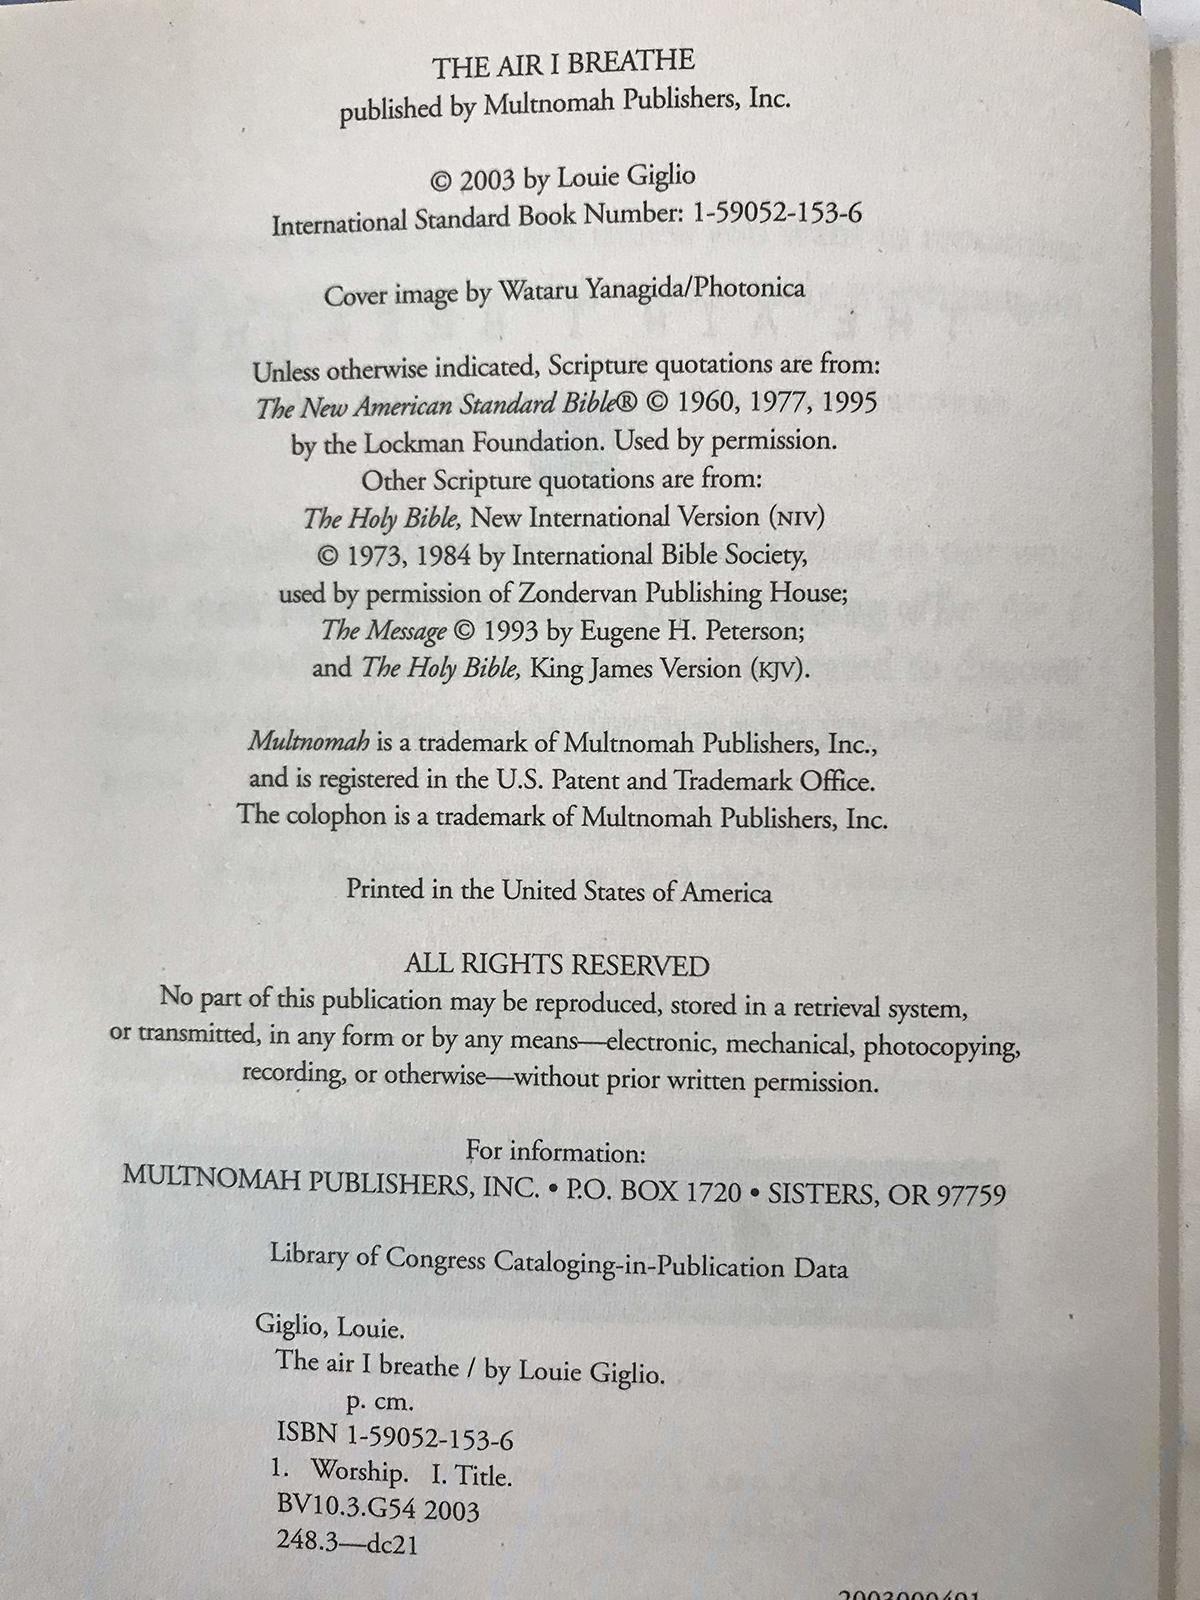 THE AIR I BREATHE
published by Multnomah Publishers, Inc.
© 2003 by Louie Giglio
International Standard Book Number: 1-59052-153-6
Cover image by Wataru Yanagida/Photonica
Unless otherwise indicated, Scripture quotations are from:
The New American Standard Bible® © 1960, 1977, 1995
by the Lockman Foundation. Used by permission.
Other Scripture quotations are from:
The Holy Bible, New International Version (NIV)
© 1973, 1984 by International Bible Society,
used by permission of Zondervan Publishing House;
The Message © 1993 by Eugene H. Peterson;
and The Holy Bible, King James Version (KJV).
Multnomah is a trademark of Multnomah Publishers, Inc.,
and is registered in the U.S. Patent and Trademark Office.
The colophon is a trademark of Multnomah Publishers, Inc.
Printed in the United States of America
ALL RIGHTS RESERVED
No part of this publication may be reproduced, stored in a retrieval system,
or transmitted, in any form or by any means—electronic, mechanical, photocopying,
recording, or otherwise—without prior written permission.
For information:
MULTNOMAH PUBLISHERS, INC. • P.O. BOX 1720 • SISTERS, OR 97759
Library of Congress Cataloging-in-Publication Data
Giglio, Louie.
The air I breathe / by Louie Giglio.
p. cm.
ISBN 1-59052-153-6
1. Worship. I. Title.
BV10.3.G54 2003
248.3—dc21